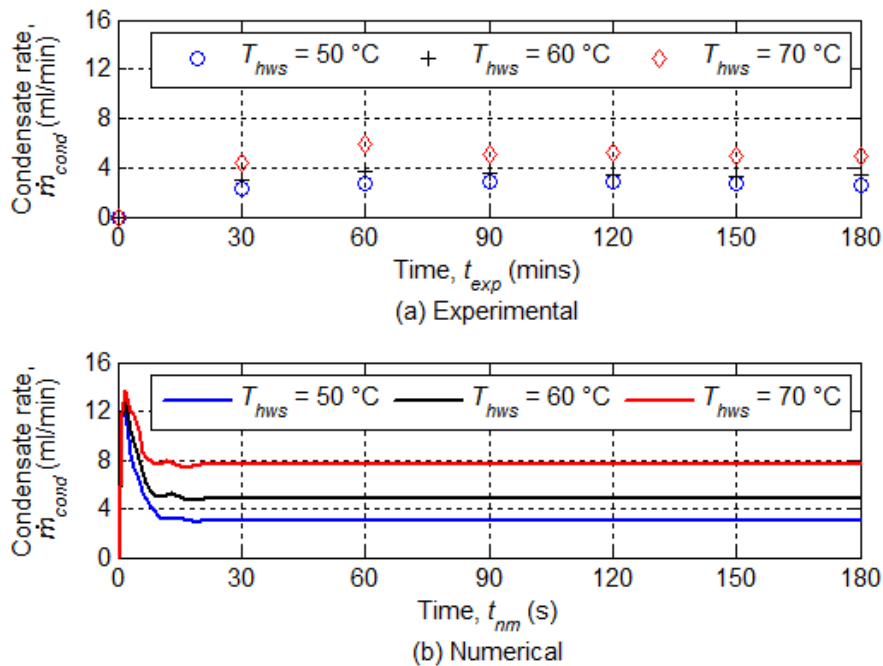 16
12
8
4
0
Condensate rate,
ṁcond (ml/min)
Thws = 50 °C
Thws = 60 °C
Thws = 70 °C
0 30 60 90 120 150 180
Time, texp (mins)
(a) Experimental
16
12
8
4
0
Condensate rate,
ṁcond (ml/min)
Thws = 50 °C
Thws = 60 °C
Thws = 70 °C
0 30 60 90 120 150 180
Time, tnm (s)
(b) Numerical